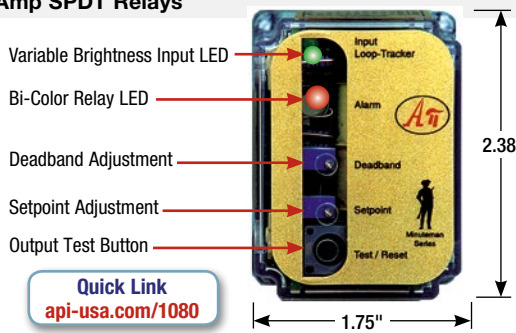 Amp SPDT Relays
Variable Brightness Input LED
Bi-Color Relay LED
Deadband Adjustment
Setpoint Adjustment
Output Test Button
Quick Link
api-usa.com/1080
Input
Loop-Tracker
Alarm
Deadband
Setpoint
Minuteman
Series
Test / Reset
2.38
1.75"